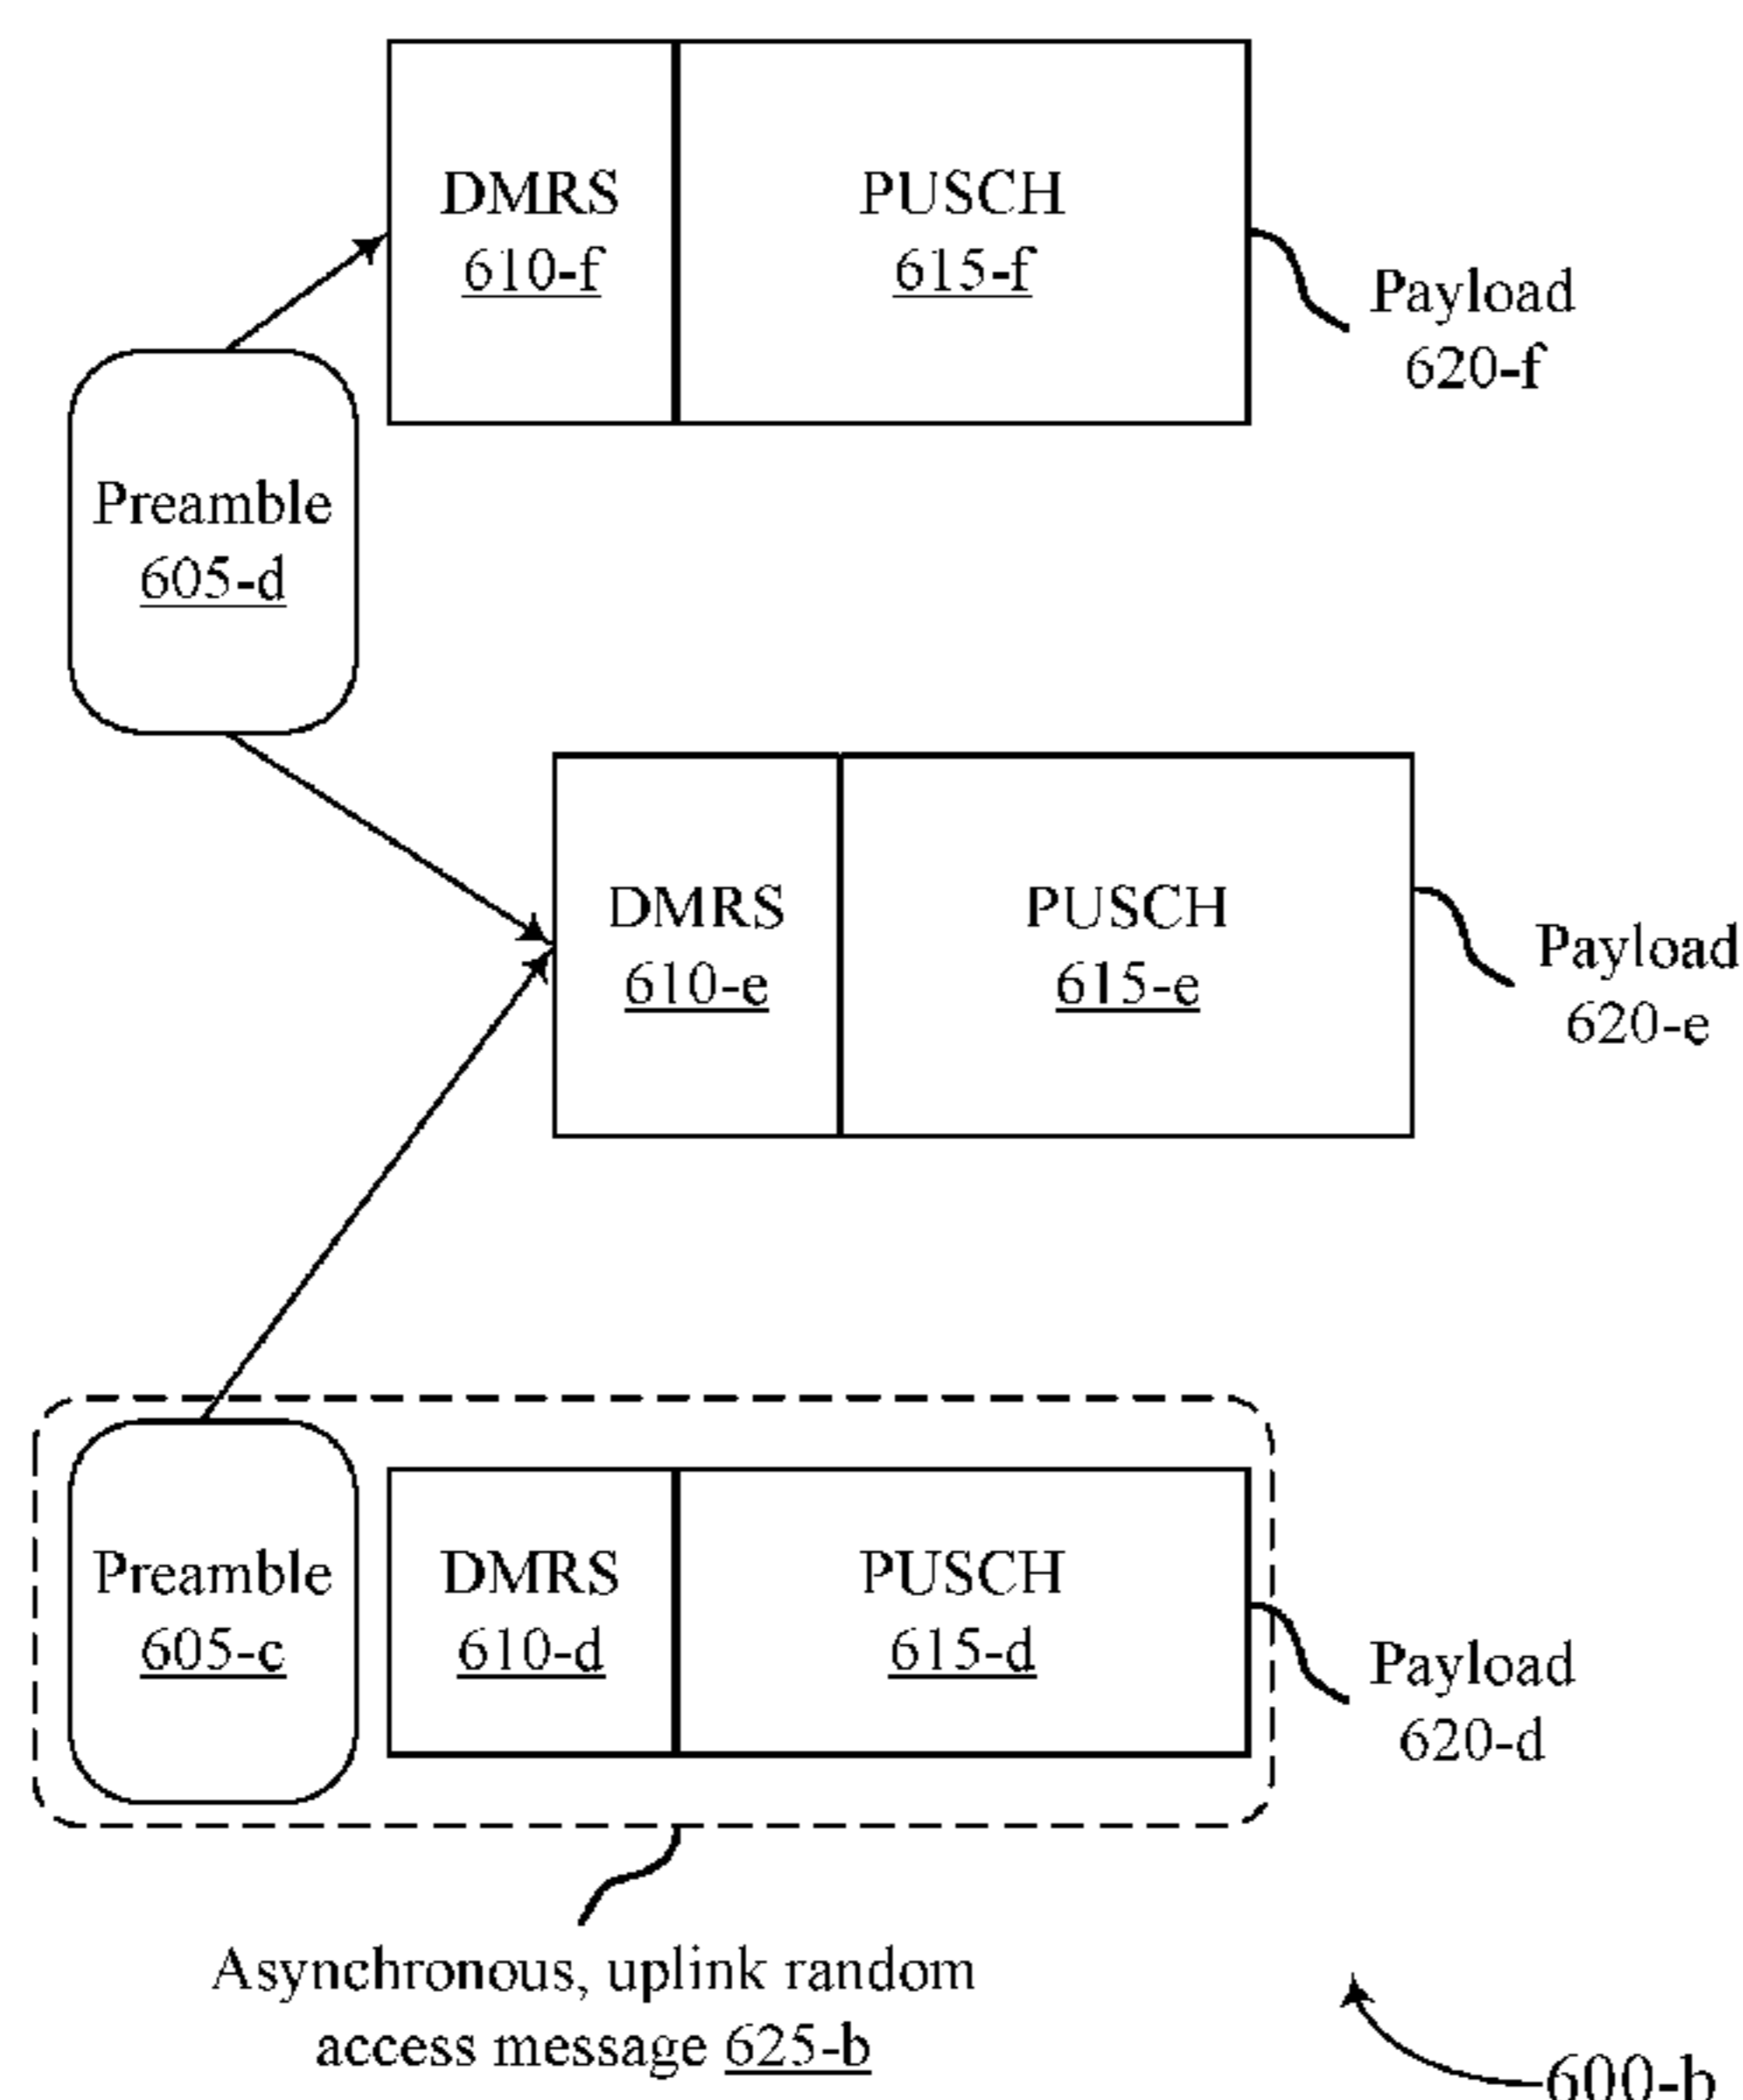 DMRS
610-f
PUSCH
615-f
Payload
620-f
Preamble
605-d
DMRS
610-e
PUSCH
615-e
Payload
620-e
Preamble
605-c
DMRS
610-d
PUSCH
615-d
Payload
620-d
Asynchronous, uplink random
access message 625-b
600-b